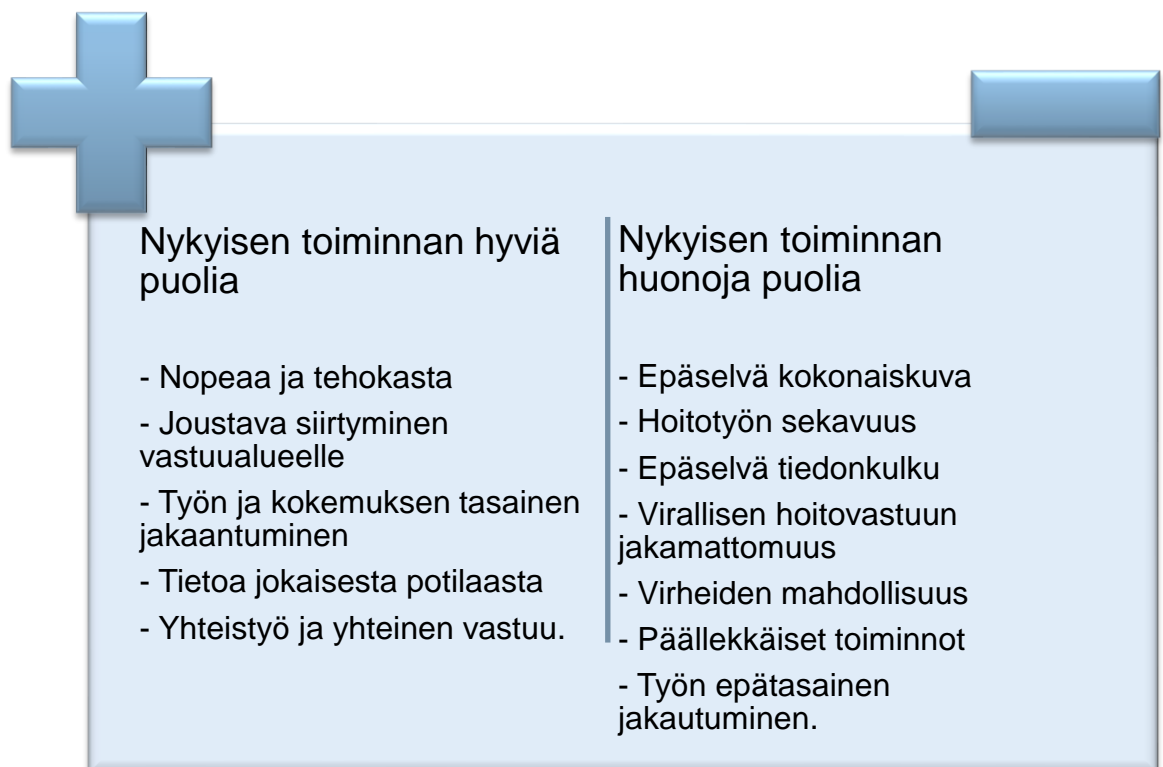 Nykyisen toiminnan hyviä
puolia
- Nopeaa ja tehokasta
- Joustava siirtyminen
vastuualueelle
- Työn ja kokemuksen tasainen
jakaantuminen
- Tietoa jokaisesta potilaasta
- Yhteistyö ja yhteinen vastuu.
Nykyisen toiminnan
huonoja puolia
- Epäselvä kokonaiskuva
- Hoitotyön sekavuus
- Epäselvä tiedonkulku
- Virallisen hoitovastuun
jakamattomuus
- Virheiden mahdollisuus
- Päällekkäiset toiminnot
- Työn epätasainen
jakautuminen.